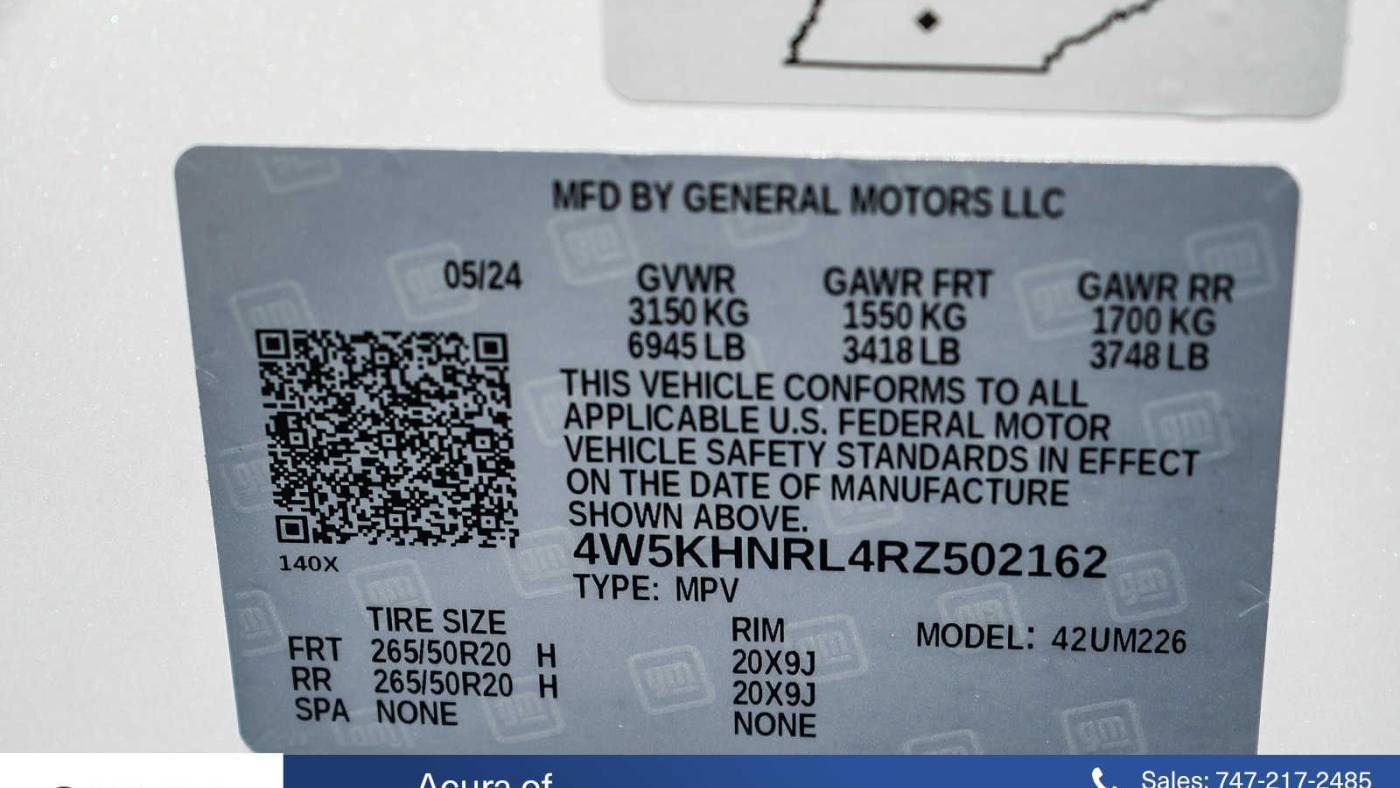 MFD BY GENERAL MOTORS LLC
05/24 GVWR GAWR FRT GAWR RR
3150 KG 1550 KG 1700 KG
6945 LB 3418 LB 3748 LB
THIS VEHICLE CONFORMS TO ALL
APPLICABLE U.S. FEDERAL MOTOR
VEHICLE SAFETY STANDARDS IN EFFECT
ON THE DATE OF MANUFACTURE
SHOWN ABOVE.
4W5KHNRL4RZ502162
140X
TYPE: MPV
TIRE SIZE RIM MODEL: 42UM226
FRT 265/50R20 H 20X9J
RR 265/50R20 H 20X9J
SPA NONE NONE
Acura of
Sales: 747-217-2485